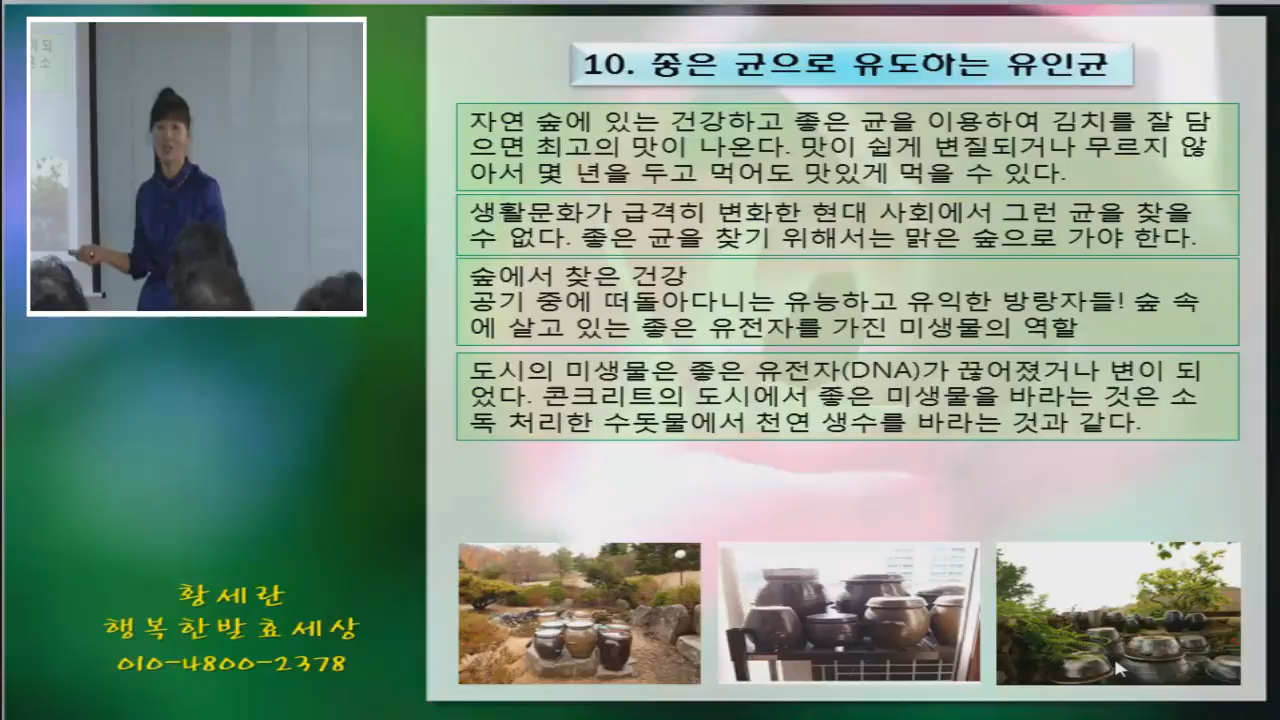 10. 좋은 균으로 유도하는 유인균
자연 숲에 있는 건강하고 좋은 균을 이용하여 김치를 잘 담
으면 최고의 맛이 나온다. 맛이 쉽게 변질되거나 무르지 않
아서 몇 년을 두고 먹어도 맛있게 먹을 수 있다.
생활문화가 급격히 변화한 현대 사회에서 그런 균을 찾을
수 없다. 좋은 균을 찾기 위해서는 맑은 숲으로 가야 한다.
숲에서 찾은 건강
공기 중에 떠돌아다니는 유능하고 유익한 방랑자들! 숲 속
에 살고 있는 좋은 유전자를 가진 미생물의 역할
도시의 미생물은 좋은 유전자(DNA)가 끊어졌거나 변이 되
었다. 콘크리트의 도시에서 좋은 미생물을 바라는 것은 소
독 처리한 수돗물에서 천연 생수를 바라는 것과 같다.
황세란
행복한발효세상
010-4800-2378